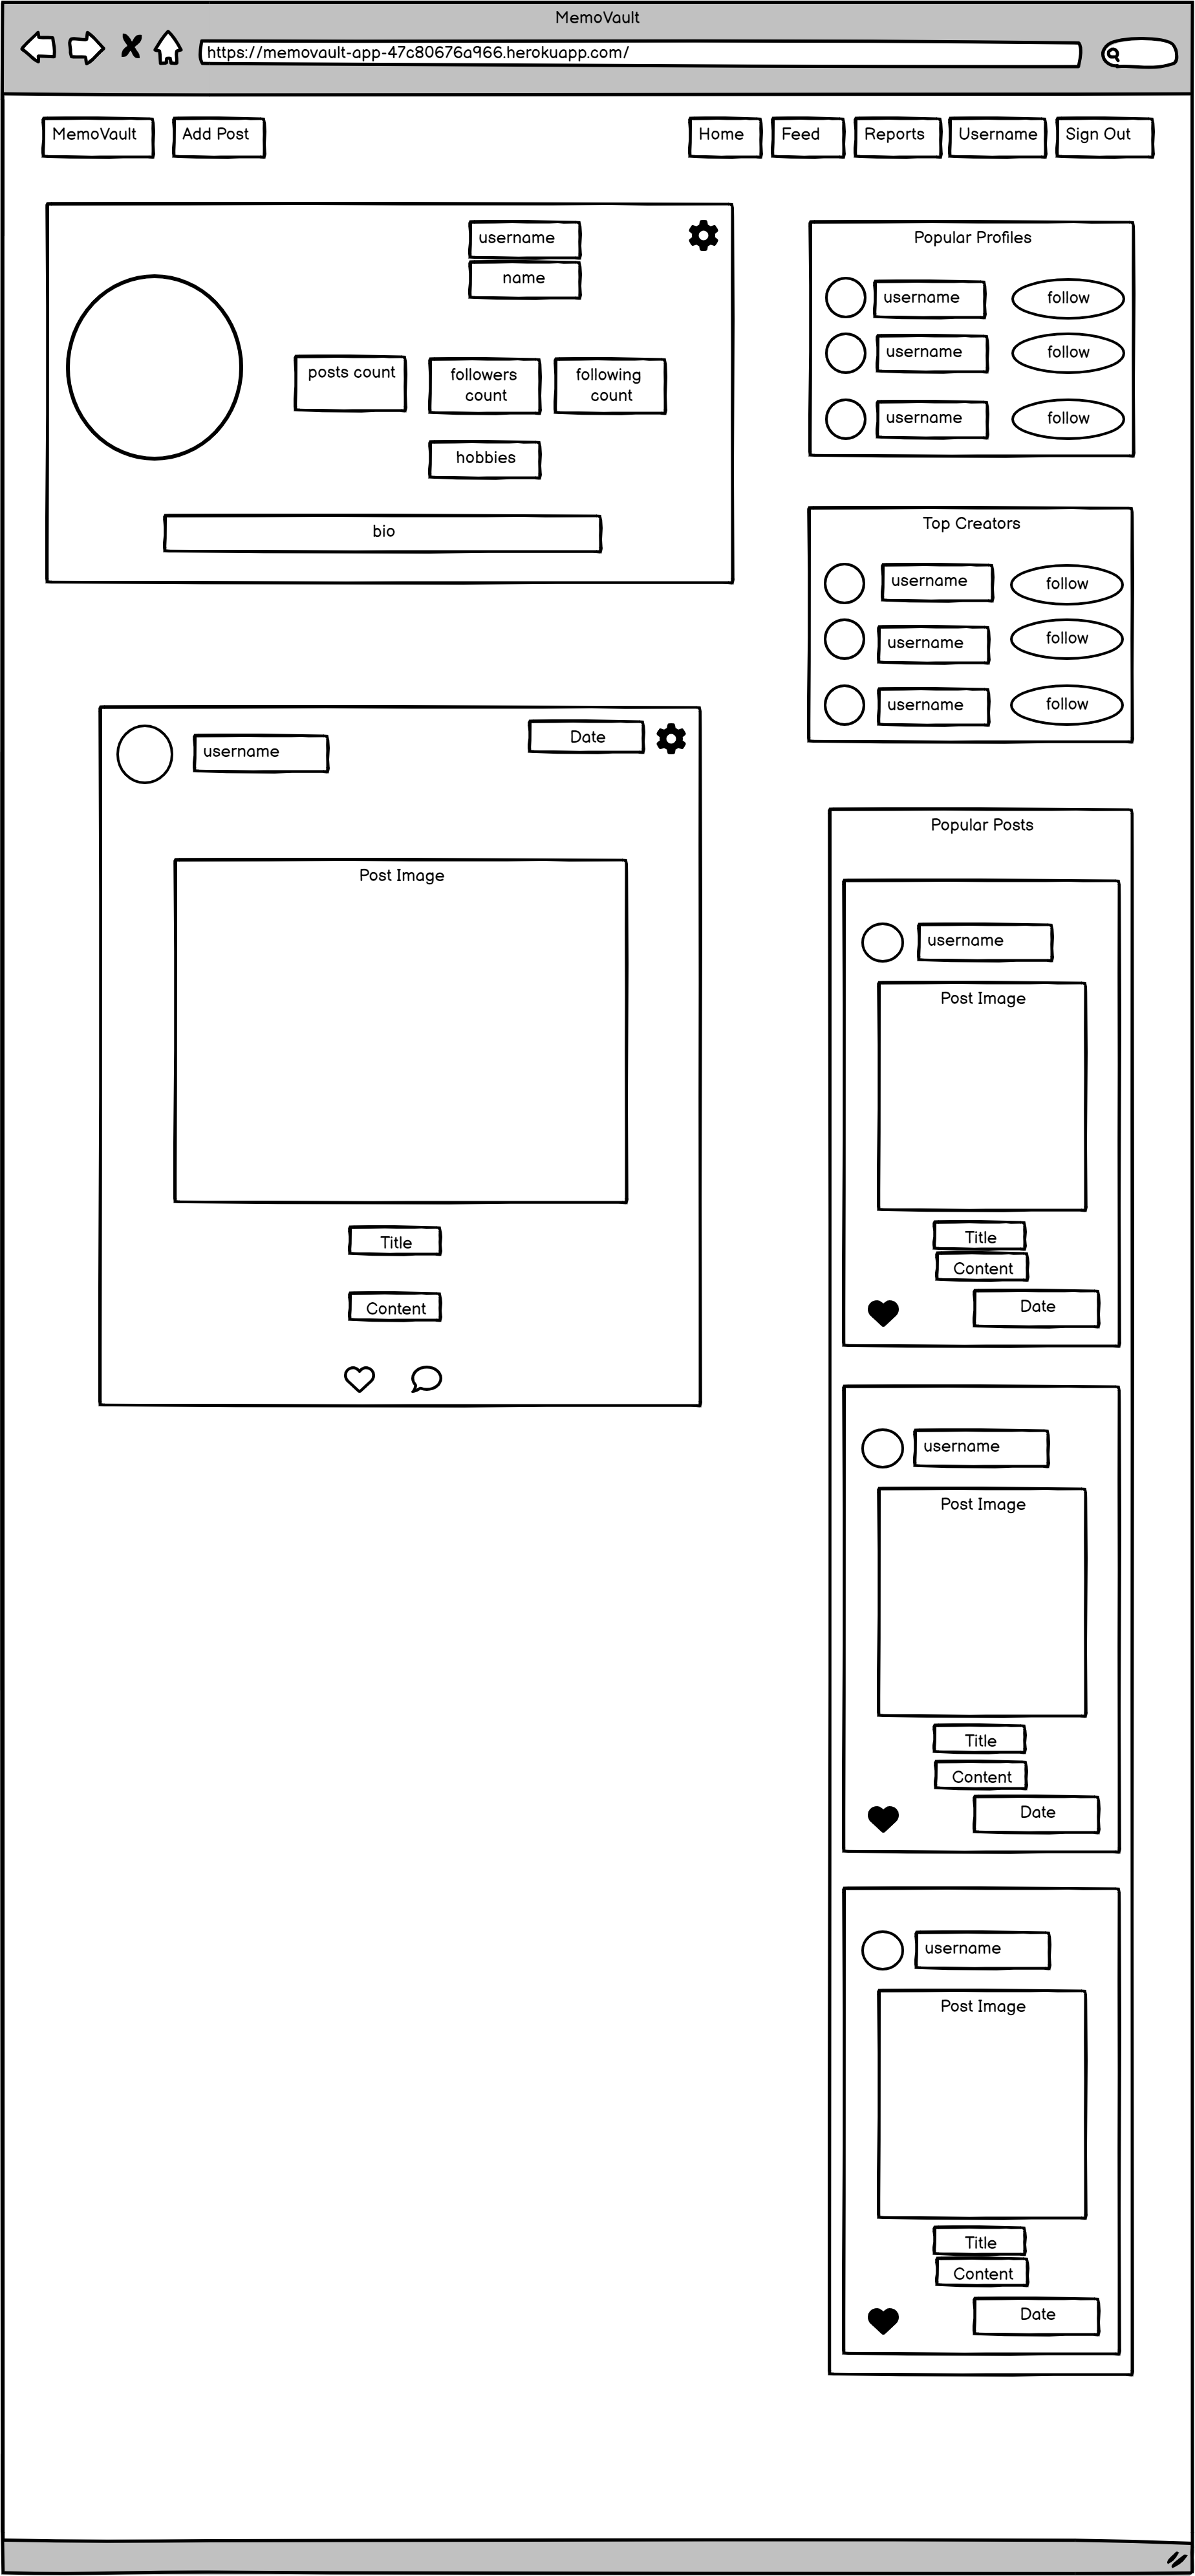 MemoVault
https://memovault-app-47c80676a966.herokuapp.com/
MemoVault
Add Post
Home
Feed
Reports
Username
Sign Out
username
name
posts count
followers
count
following
count
hobbies
bio
username
Date
Post Image
Title
Content
Popular Profiles
username
follow
username
follow
username
follow
Top Creators
username
follow
username
follow
username
follow
Popular Posts
username
Post Image
Title
Content
Date
username
Post Image
Title
Content
Date
username
Post Image
Title
Content
Date